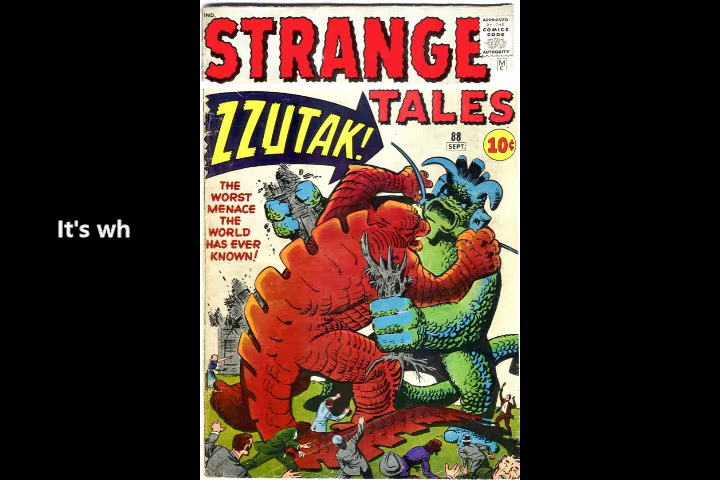 IND.
STRANGE
TALES
APPROVED
BY THE
COMICS
CODE
AUTHORITY
M
C
ZZUTAK!
88
SEPT.
10¢
THE
WORST
MENACE
THE
WORLD
HAS EVER
KNOWN!
It's wh